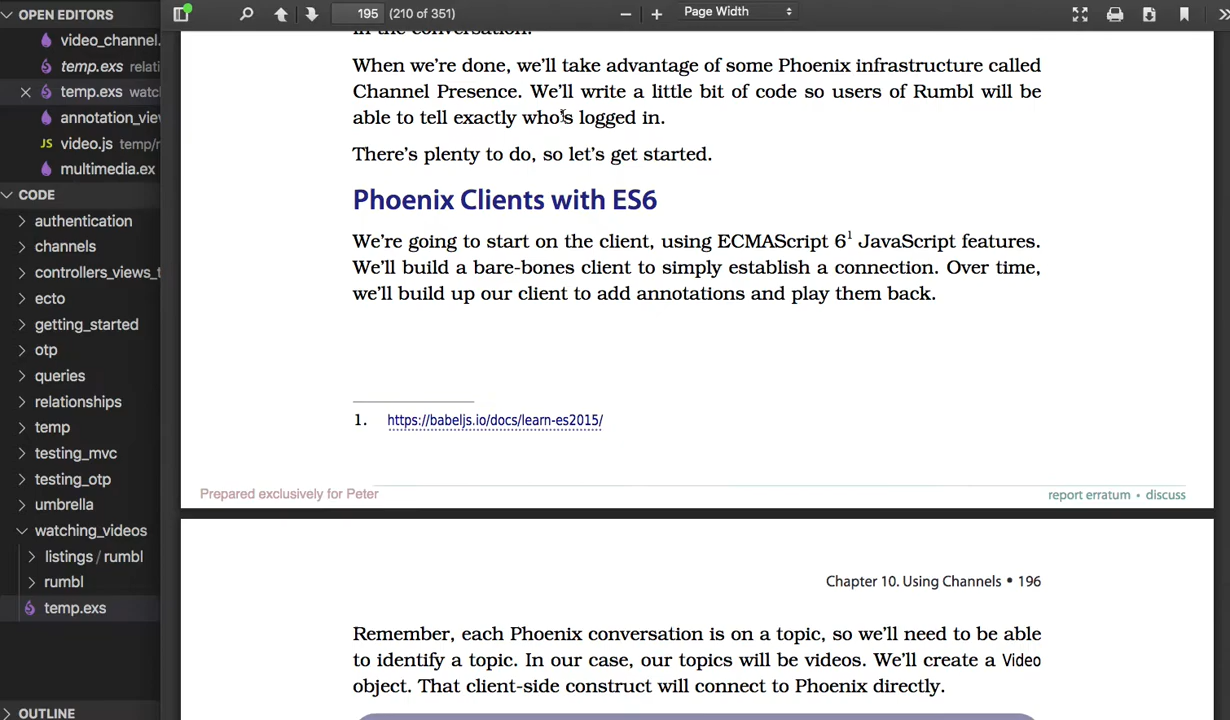 OPEN EDITORS
video_channel.
temp.exs relati
temp.exs watc
annotation_vie
JS video.js temp/r
multimedia.ex
CODE
authentication
channels
controllers_views_t
ecto
getting_started
otp
queries
relationships
temp
testing_mvc
testing_otp
umbrella
watching_videos
listings / rumbl
rumbl
temp.exs
OUTLINE
195 (210 of 351)
Page Width
in the conversation.
When we're done, we'll take advantage of some Phoenix infrastructure called
Channel Presence. We'll write a little bit of code so users of Rumbl will be
able to tell exactly who's logged in.
There's plenty to do, so let's get started.
Phoenix Clients with ES6
We're going to start on the client, using ECMAScript 6¹ JavaScript features.
We'll build a bare-bones client to simply establish a connection. Over time,
we'll build up our client to add annotations and play them back.
1. https://babeljs.io/docs/learn-es2015/
Prepared exclusively for Peter
report erratum • discuss
Chapter 10. Using Channels • 196
Remember, each Phoenix conversation is on a topic, so we'll need to be able
to identify a topic. In our case, our topics will be videos. We'll create a Video
object. That client-side construct will connect to Phoenix directly.